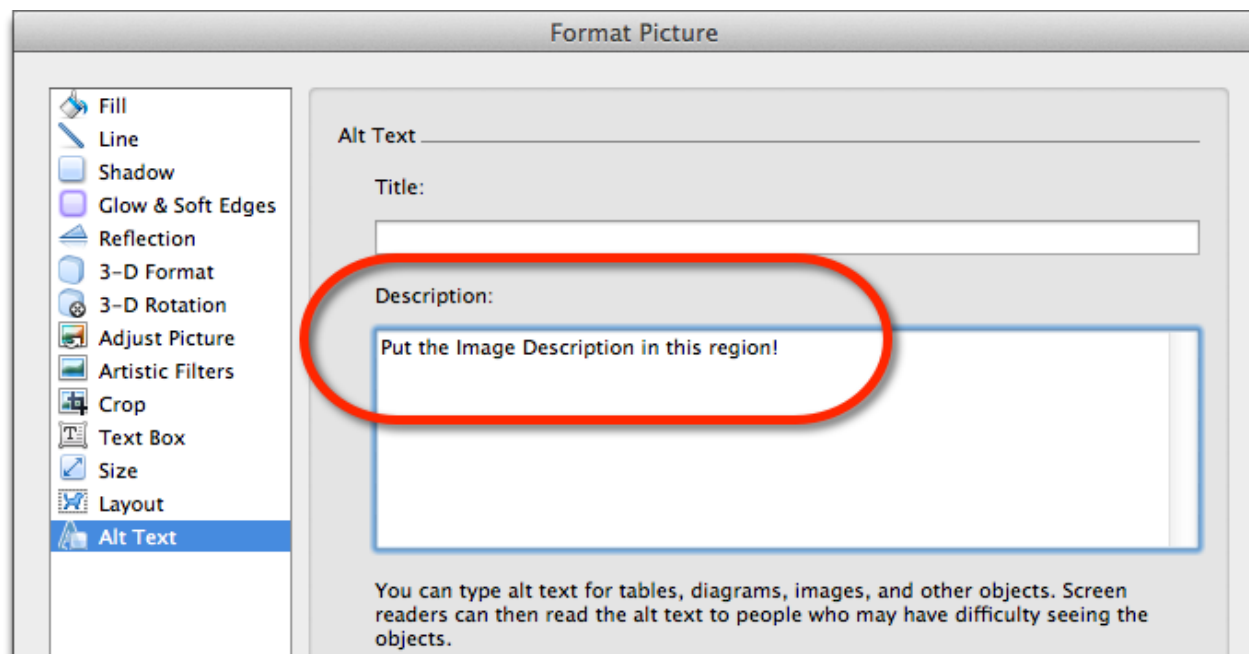 Format Picture
Fill
Line
Shadow
Glow & Soft Edges
Reflection
3-D Format
3-D Rotation
Adjust Picture
Artistic Filters
Crop
Text Box
Size
Layout
Alt Text
Alt Text
Title:
Description:
Put the Image Description in this region!
You can type alt text for tables, diagrams, images, and other objects. Screen
readers can then read the alt text to people who may have difficulty seeing the
objects.